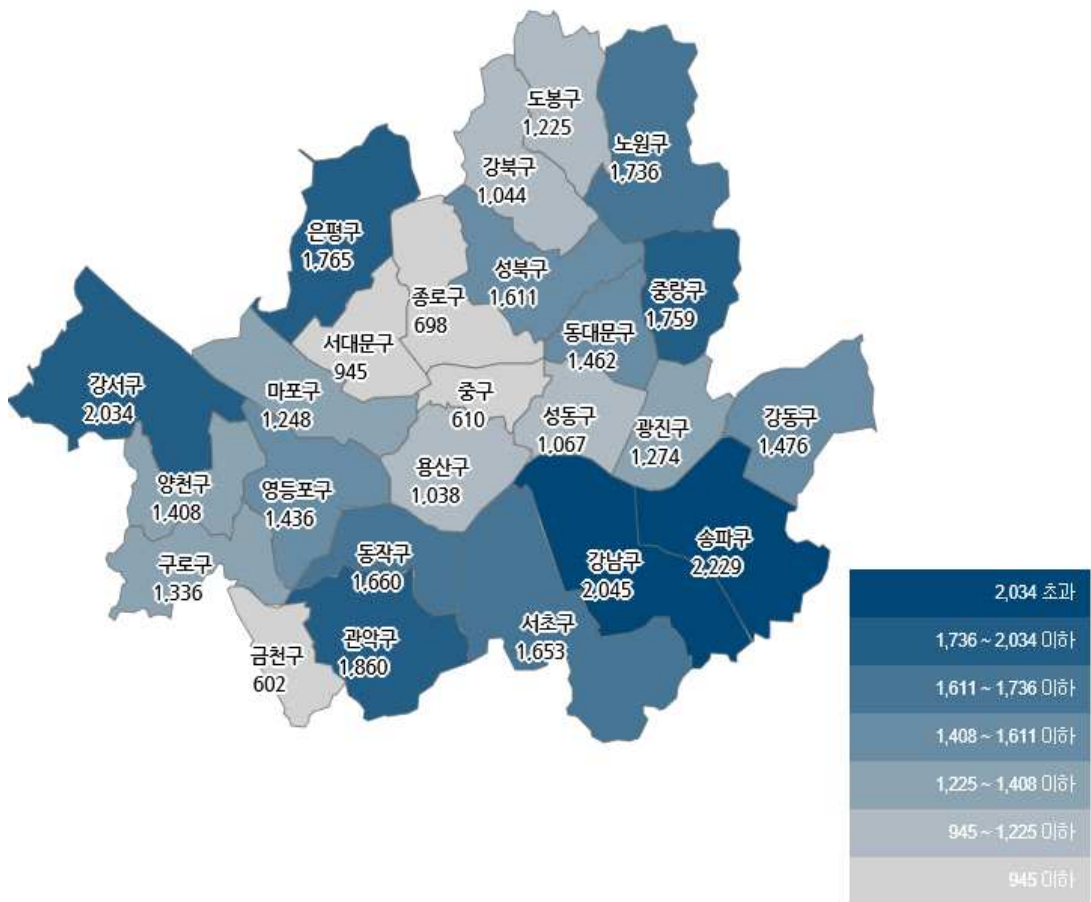 도봉구
1,225
노원구
1,736
강북구
1,044
은평구
1,765
성북구
1,611
중랑구
1,759
종로구
698
동대문구
1,462
서대문구
945
강서구
2,034
마포구
1,248
중구
610
성동구
1,067
광진구
1,274
강동구
1,476
용산구
1,038
양천구
1,408
영등포구
1,436
동작구
1,660
강남구
2,045
송파구
2,229
구로구
1,336
서초구
1,653
관악구
1,860
금천구
602
2,034 초과
1,736 ~ 2,034 이하
1,611 ~ 1,736 이하
1,408 ~ 1,611 이하
1,225 ~ 1,408 이하
945 ~ 1,225 이하
945 이하